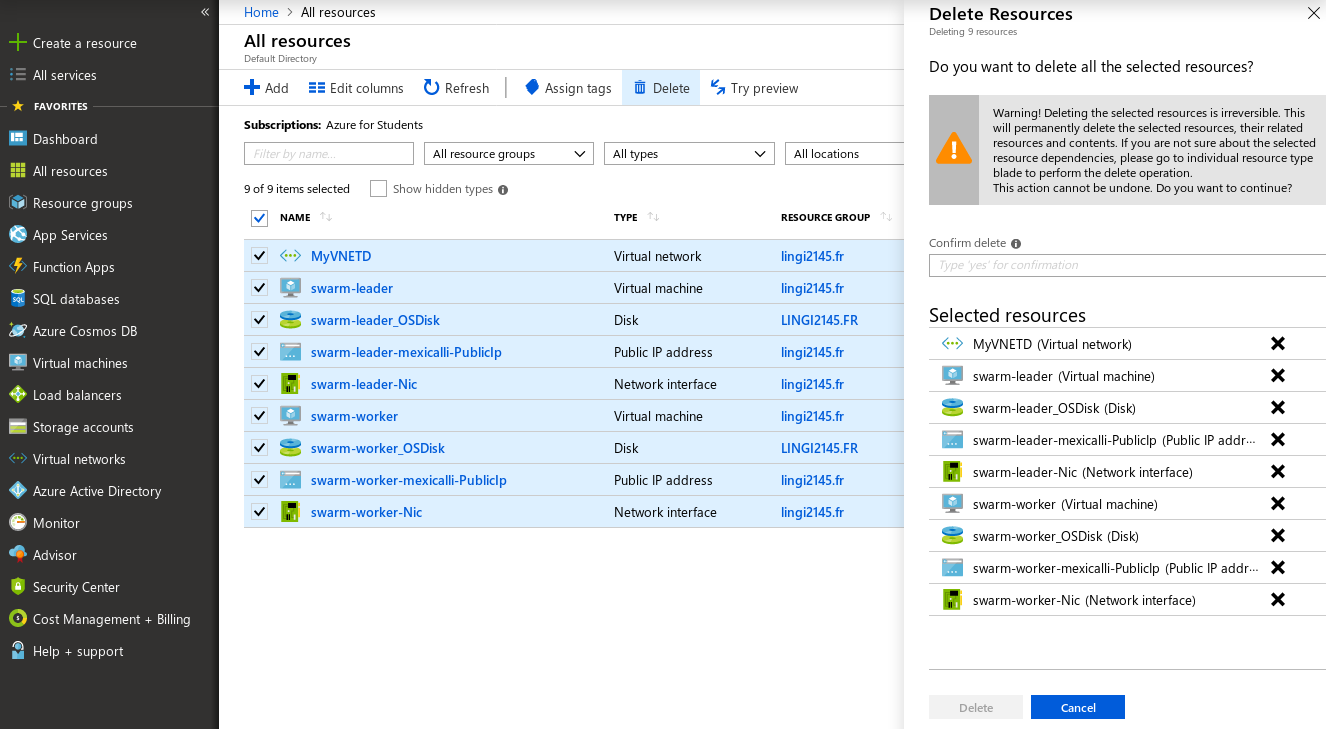 «
Create a resource
All services
FAVORITES
Dashboard
All resources
Resource groups
App Services
Function Apps
SQL databases
Azure Cosmos DB
Virtual machines
Load balancers
Storage accounts
Virtual networks
Azure Active Directory
Monitor
Advisor
Security Center
Cost Management + Billing
Help + support
Home > All resources
All resources
Default Directory
Add Edit columns Refresh Assign tags Delete Try preview
Subscriptions: Azure for Students
Filter by name... All resource groups All types All locations
9 of 9 items selected Show hidden types
NAME TYPE RESOURCE GROUP
MyVNETD Virtual network lingi2145.fr
swarm-leader Virtual machine lingi2145.fr
swarm-leader_OSDisk Disk LINGI2145.FR
swarm-leader-mexicalli-PublicIp Public IP address lingi2145.fr
swarm-leader-Nic Network interface lingi2145.fr
swarm-worker Virtual machine lingi2145.fr
swarm-worker_OSDisk Disk LINGI2145.FR
swarm-worker-mexicalli-PublicIp Public IP address lingi2145.fr
swarm-worker-Nic Network interface lingi2145.fr
Delete Resources
Deleting 9 resources
Do you want to delete all the selected resources?
Warning! Deleting the selected resources is irreversible. This
will permanently delete the selected resources, their related
resources and contents. If you are not sure about the selected
resource dependencies, please go to individual resource type
blade to perform the delete operation.
This action cannot be undone. Do you want to continue?
Confirm delete
Type 'yes' for confirmation
Selected resources
MyVNETD (Virtual network)
swarm-leader (Virtual machine)
swarm-leader_OSDisk (Disk)
swarm-leader-mexicalli-PublicIp (Public IP addr...
swarm-leader-Nic (Network interface)
swarm-worker (Virtual machine)
swarm-worker_OSDisk (Disk)
swarm-worker-mexicalli-PublicIp (Public IP addr...
swarm-worker-Nic (Network interface)
Delete Cancel